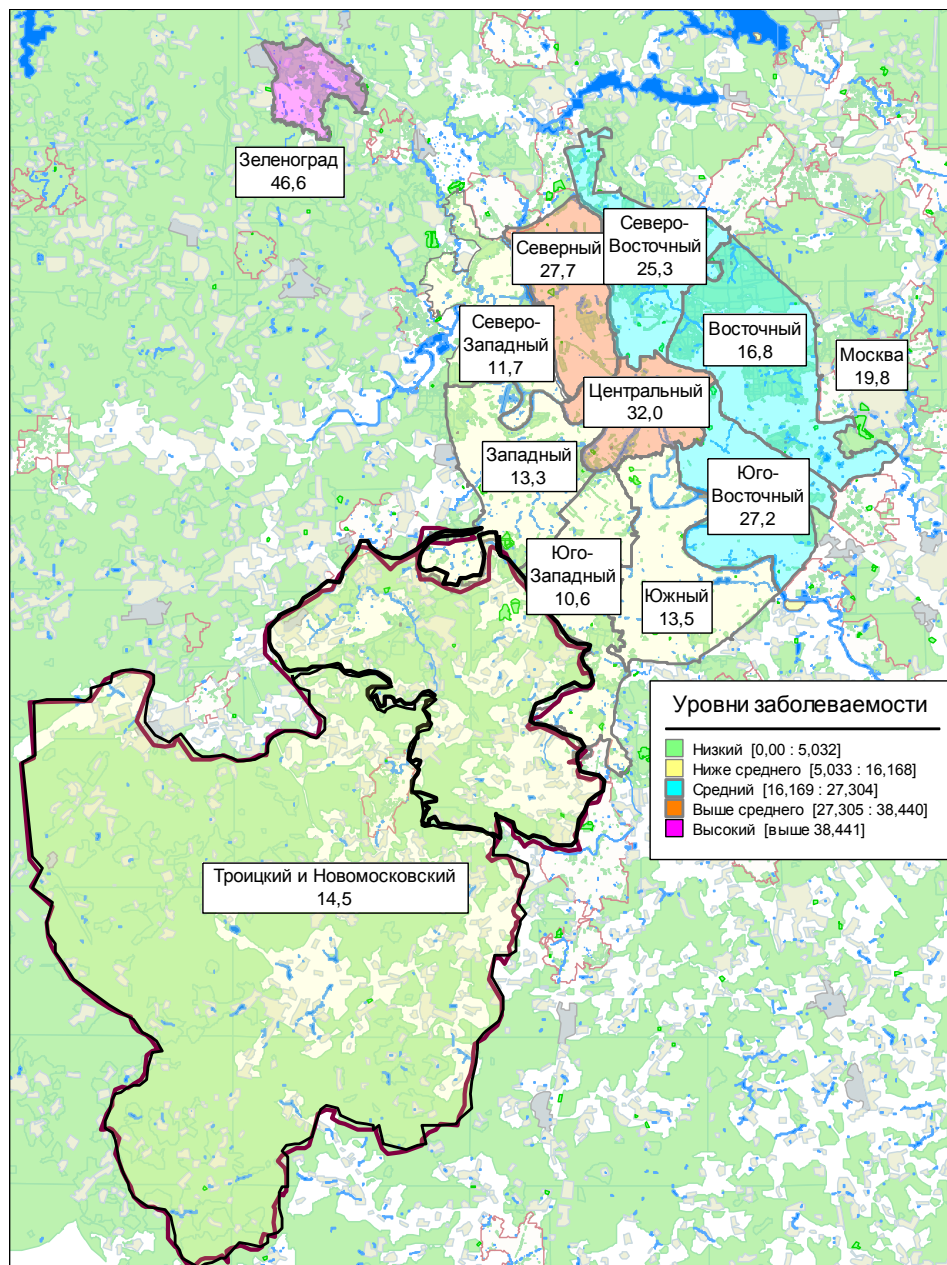 Зеленоград
46,6
Северный
27,7
Северо-
Восточный
25,3
Северо-
Западный
11,7
Восточный
16,8
Москва
19,8
Центральный
32,0
Западный
13,3
Юго-
Восточный
27,2
Юго-
Западный
10,6
Южный
13,5
Уровни заболеваемости
Низкий [0,00 : 5,032]
Ниже среднего [5,033 : 16,168]
Средний [16,169 : 27,304]
Выше среднего [27,305 : 38,440]
Высокий [выше 38,441]
Троицкий и Новомосковский
14,5